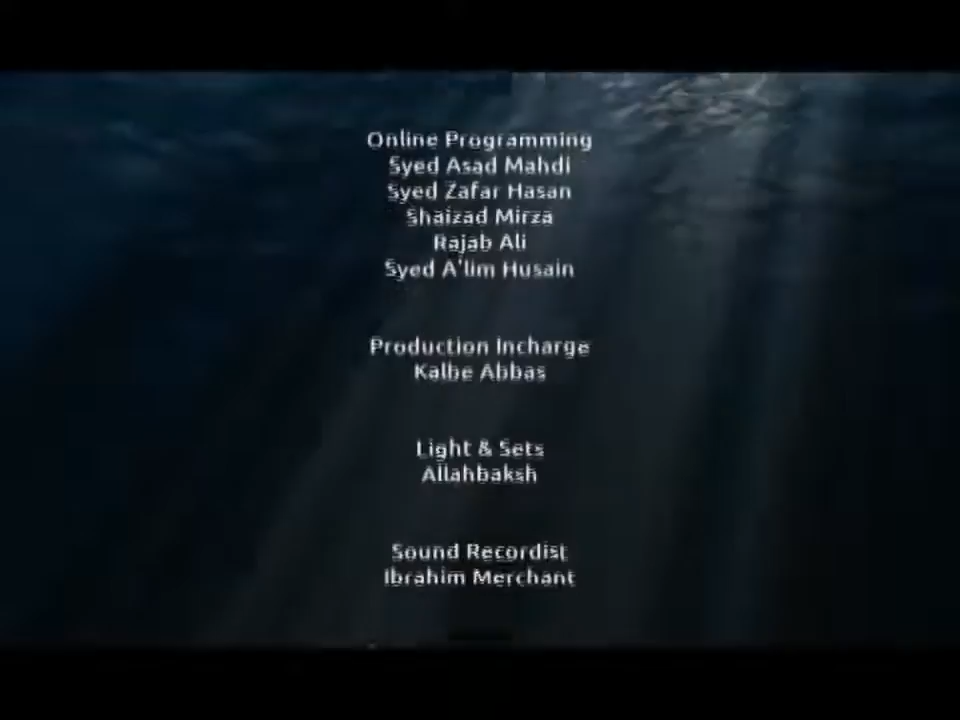 Online Programming
Syed Asad Mahdi
Syed Zafar Hasan
Shaizad Mirza
Rajab Ali
Syed A'lim Husain
Production Incharge
Kalbe Abbas
Light & Sets
Allahbaksh
Sound Recordist
Ibrahim Merchant